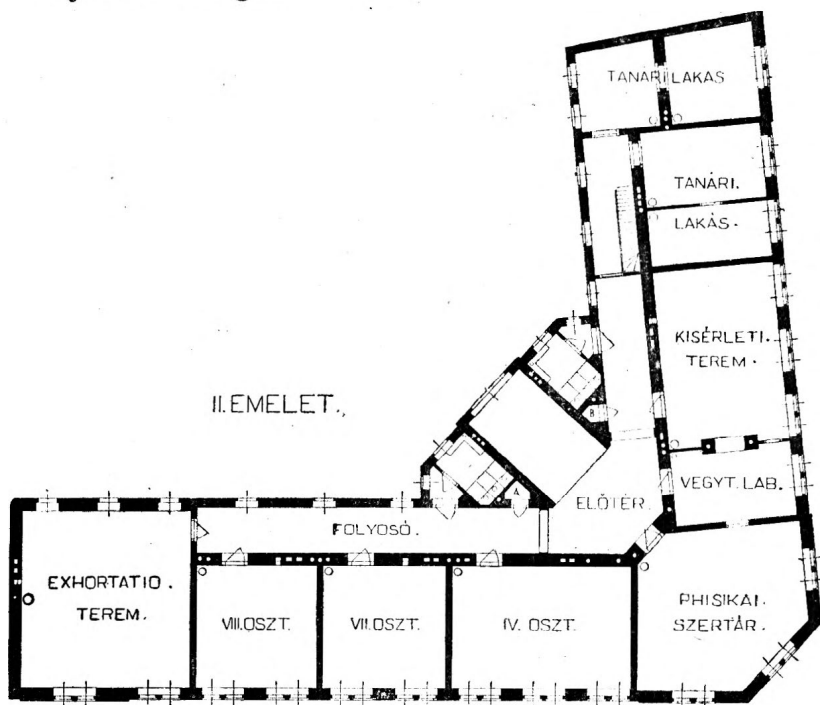 TANÁRI LAKÁS
TANÁRI.
LAKÁS.
KISÉRLETI.
TEREM.
II. EMELET.,
B
A
VEGYT. LAB.
ELŐTÉR.
FOLYOSÓ.
EXHORTATIO.
TEREM.
VIII. OSZT.
VII. OSZT.
IV. OSZT.
PHISIKAI.
SZERTÁR.